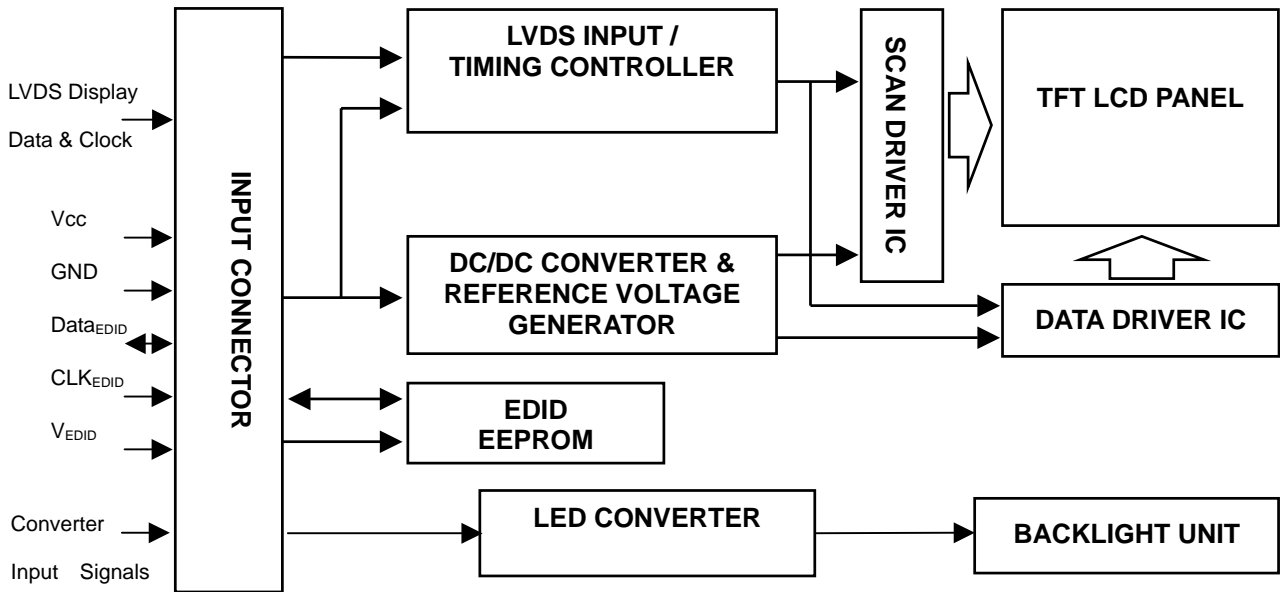 LVDS Display
Data & Clock
Vcc
GND
DataEDID
CLKEDID
VEDID
Converter
Input Signals
INPUT CONNECTOR
LVDS INPUT /
TIMING CONTROLLER
DC/DC CONVERTER &
REFERENCE VOLTAGE
GENERATOR
EDID
EEPROM
LED CONVERTER
SCAN DRIVER IC
TFT LCD PANEL
DATA DRIVER IC
BACKLIGHT UNIT